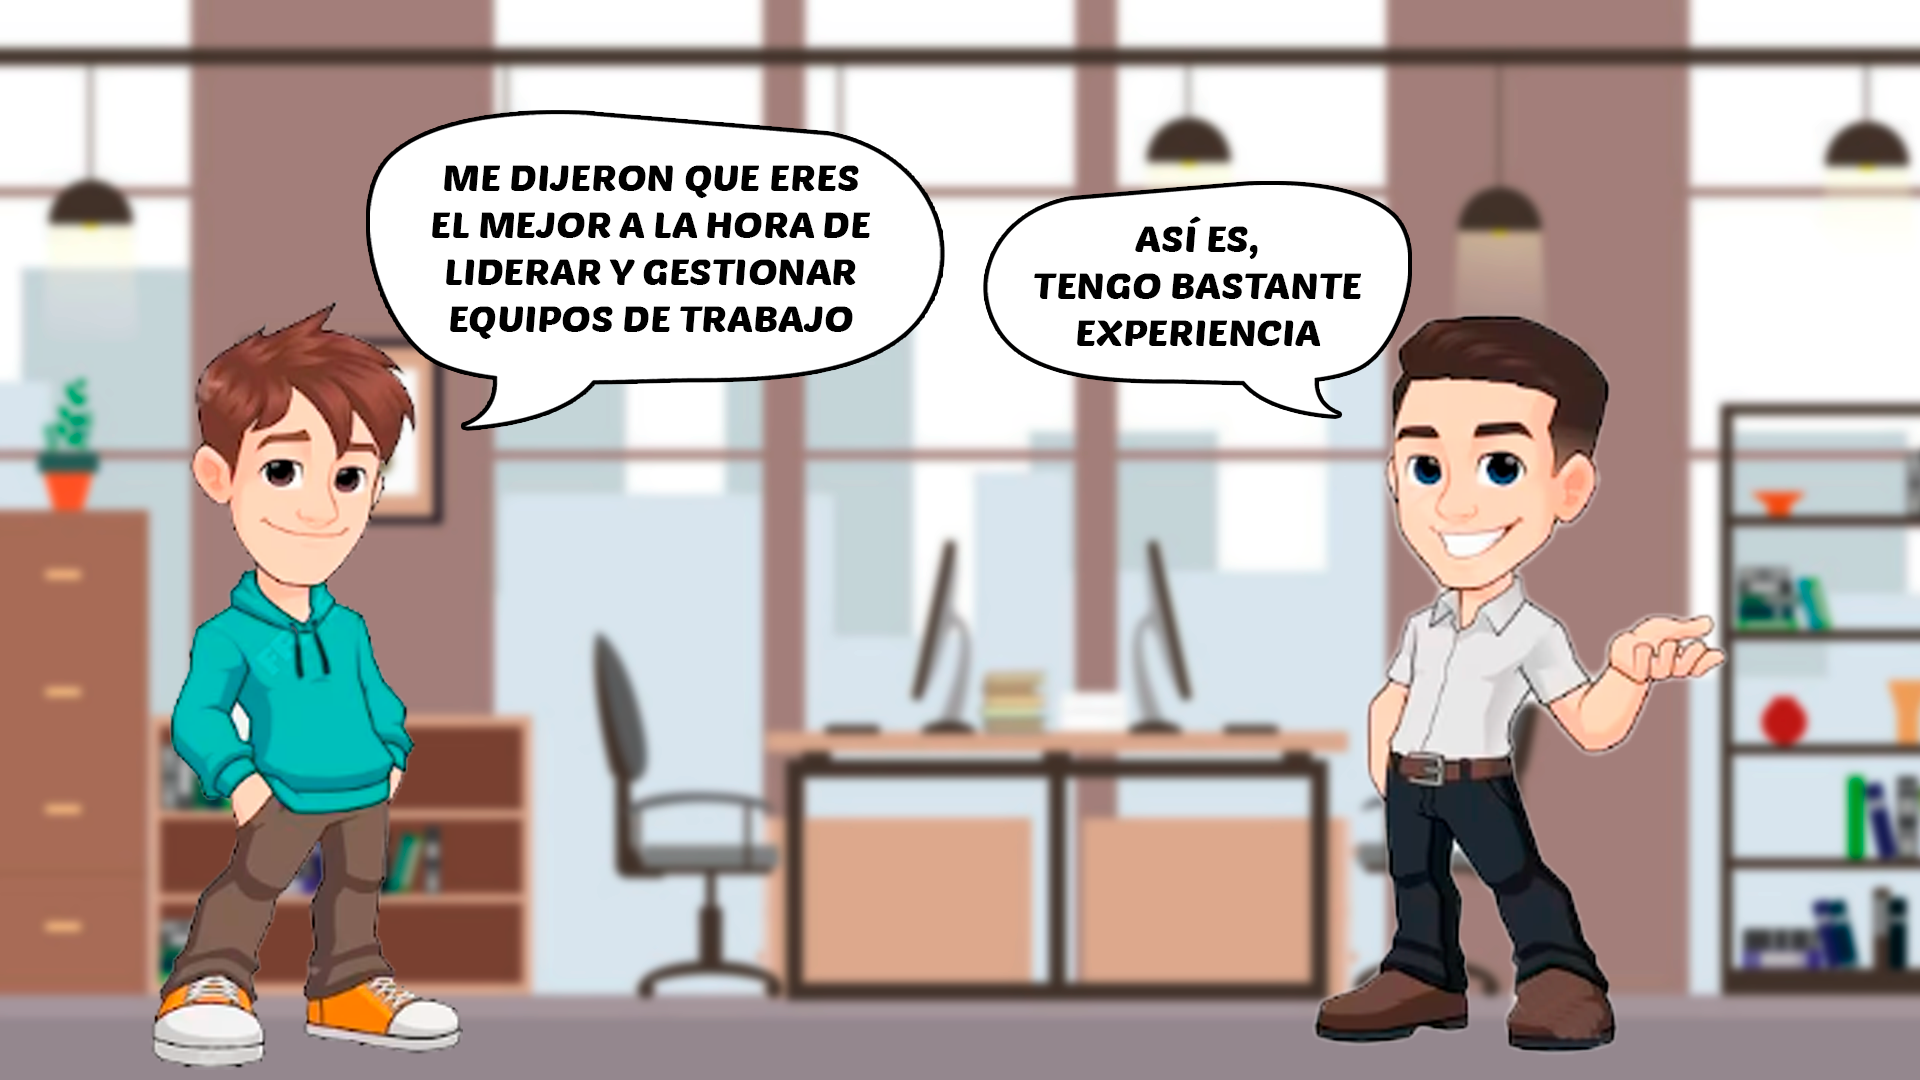 ME DIJERON QUE ERES
EL MEJOR A LA HORA DE
LIDERAR Y GESTIONAR
EQUIPOS DE TRABAJO
ASÍ ES,
TENGO BASTANTE
EXPERIENCIA